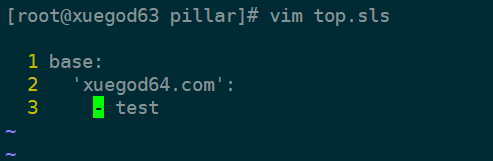 [root@xuegod63 pillar]# vim top.sls
1 base:
2   'xuegod64.com':
3     - test
~
~